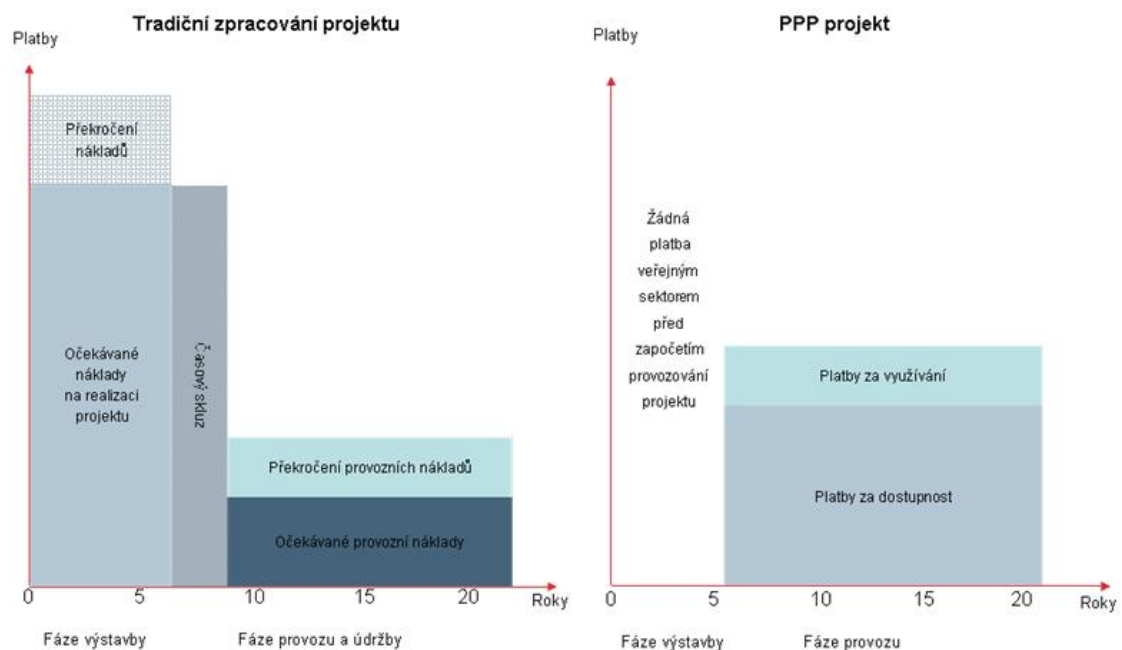 Tradiční zpracování projektu
Platby
Překročení
nákladů
Očekávané
náklady
na realizaci
projektu
Časový skluz
Překročení provozních nákladů
Očekávané provozní náklady
0 5 10 15 20 Roky
Fáze výstavby Fáze provozu a údržby
PPP projekt
Platby
Žádná
platba
veřejným
sektorem
před
započetím
provozování
projektu
Platby za využívání
Platby za dostupnost
0 5 10 15 20 Roky
Fáze výstavby Fáze provozu